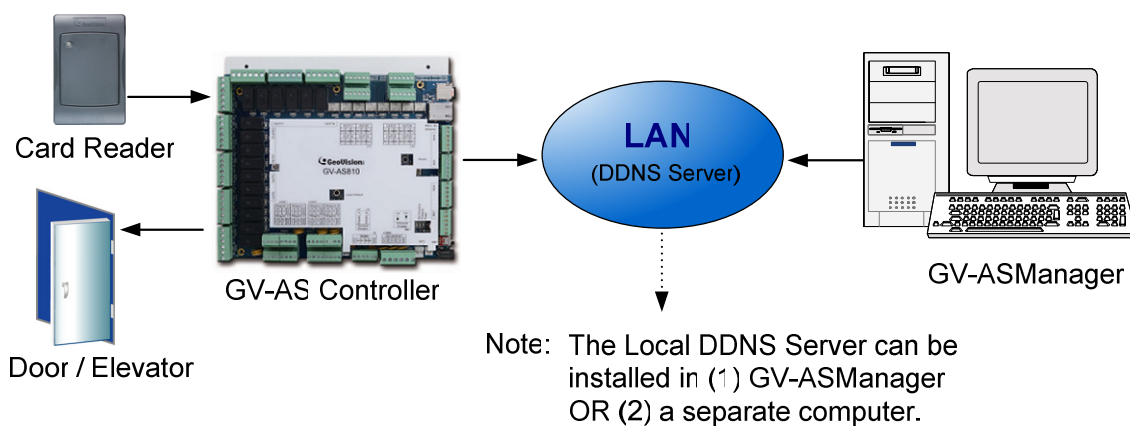 GeoVision
Card Reader
LAN
(DDNS Server)
GeoVision
GV-AS810
GV-AS Controller
GV-ASManager
Door / Elevator
Note: The Local DDNS Server can be
installed in (1) GV-ASManager
OR (2) a separate computer.